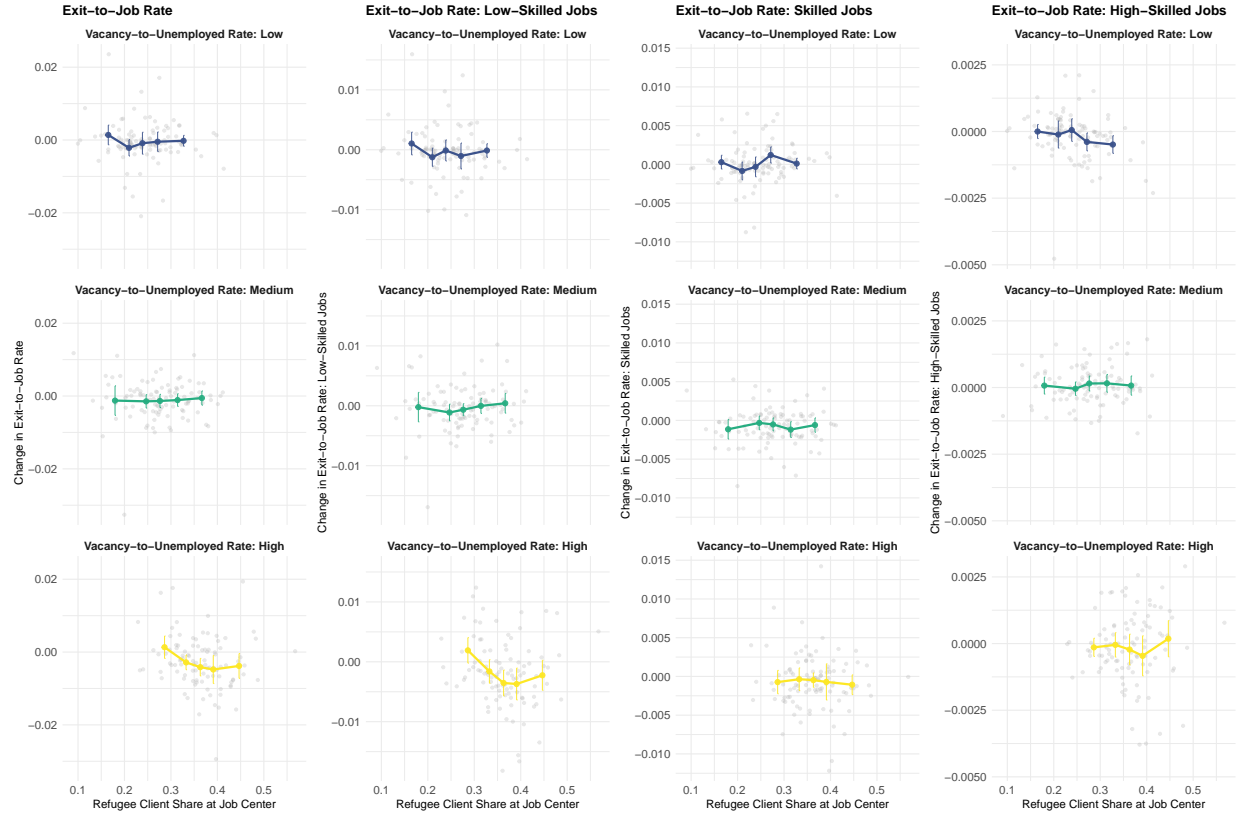 Exit−to−Job Rate
Exit−to−Job Rate: Low−Skilled Jobs
Exit−to−Job Rate: Skilled Jobs
Exit−to−Job Rate: High−Skilled Jobs
Vacancy−to−Unemployed Rate: Low
0.02
0.00
−0.02
Vacancy−to−Unemployed Rate: Medium
0.02
0.00
−0.02
Vacancy−to−Unemployed Rate: High
0.02
0.00
−0.02
0.1 0.2 0.3 0.4 0.5
Refugee Client Share at Job Center
Change in Exit−to−Job Rate
Vacancy−to−Unemployed Rate: Low
0.01
0.00
−0.01
Vacancy−to−Unemployed Rate: Medium
0.01
0.00
−0.01
Vacancy−to−Unemployed Rate: High
0.01
0.00
−0.01
0.1 0.2 0.3 0.4 0.5
Refugee Client Share at Job Center
Change in Exit−to−Job Rate: Low−Skilled Jobs
Vacancy−to−Unemployed Rate: Low
0.015
0.010
0.005
0.000
−0.005
−0.010
Vacancy−to−Unemployed Rate: Medium
0.015
0.010
0.005
0.000
−0.005
−0.010
Vacancy−to−Unemployed Rate: High
0.015
0.010
0.005
0.000
−0.005
−0.010
0.1 0.2 0.3 0.4 0.5
Refugee Client Share at Job Center
Change in Exit−to−Job Rate: Skilled Jobs
Vacancy−to−Unemployed Rate: Low
0.0025
0.0000
−0.0025
−0.0050
Vacancy−to−Unemployed Rate: Medium
0.0025
0.0000
−0.0025
−0.0050
Vacancy−to−Unemployed Rate: High
0.0025
0.0000
−0.0025
−0.0050
0.1 0.2 0.3 0.4 0.5
Refugee Client Share at Job Center
Change in Exit−to−Job Rate: High−Skilled Jobs